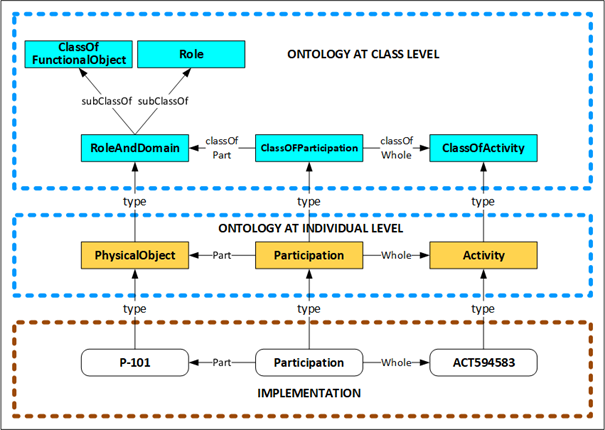 ClassOf
FunctionalObject
Role
ONTOLOGY AT CLASS LEVEL
subClassOf
subClassOf
RoleAndDomain
classOf
Part
ClassOFParticipation
classOf
Whole
ClassOfActivity
type
type
type
ONTOLOGY AT INDIVIDUAL LEVEL
PhysicalObject
Part
Participation
Whole
Activity
type
type
type
P-101
Part
Participation
Whole
ACT594583
IMPLEMENTATION